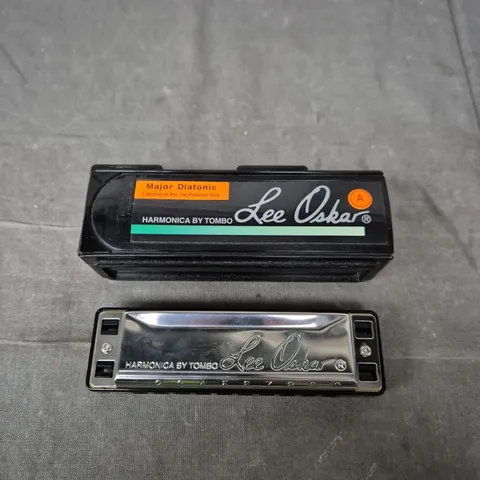 Major Diatonic
A
HARMONICA BY TOMBO Lee Oskar ®
HARMONICA BY TOMBO Lee Oskar ®